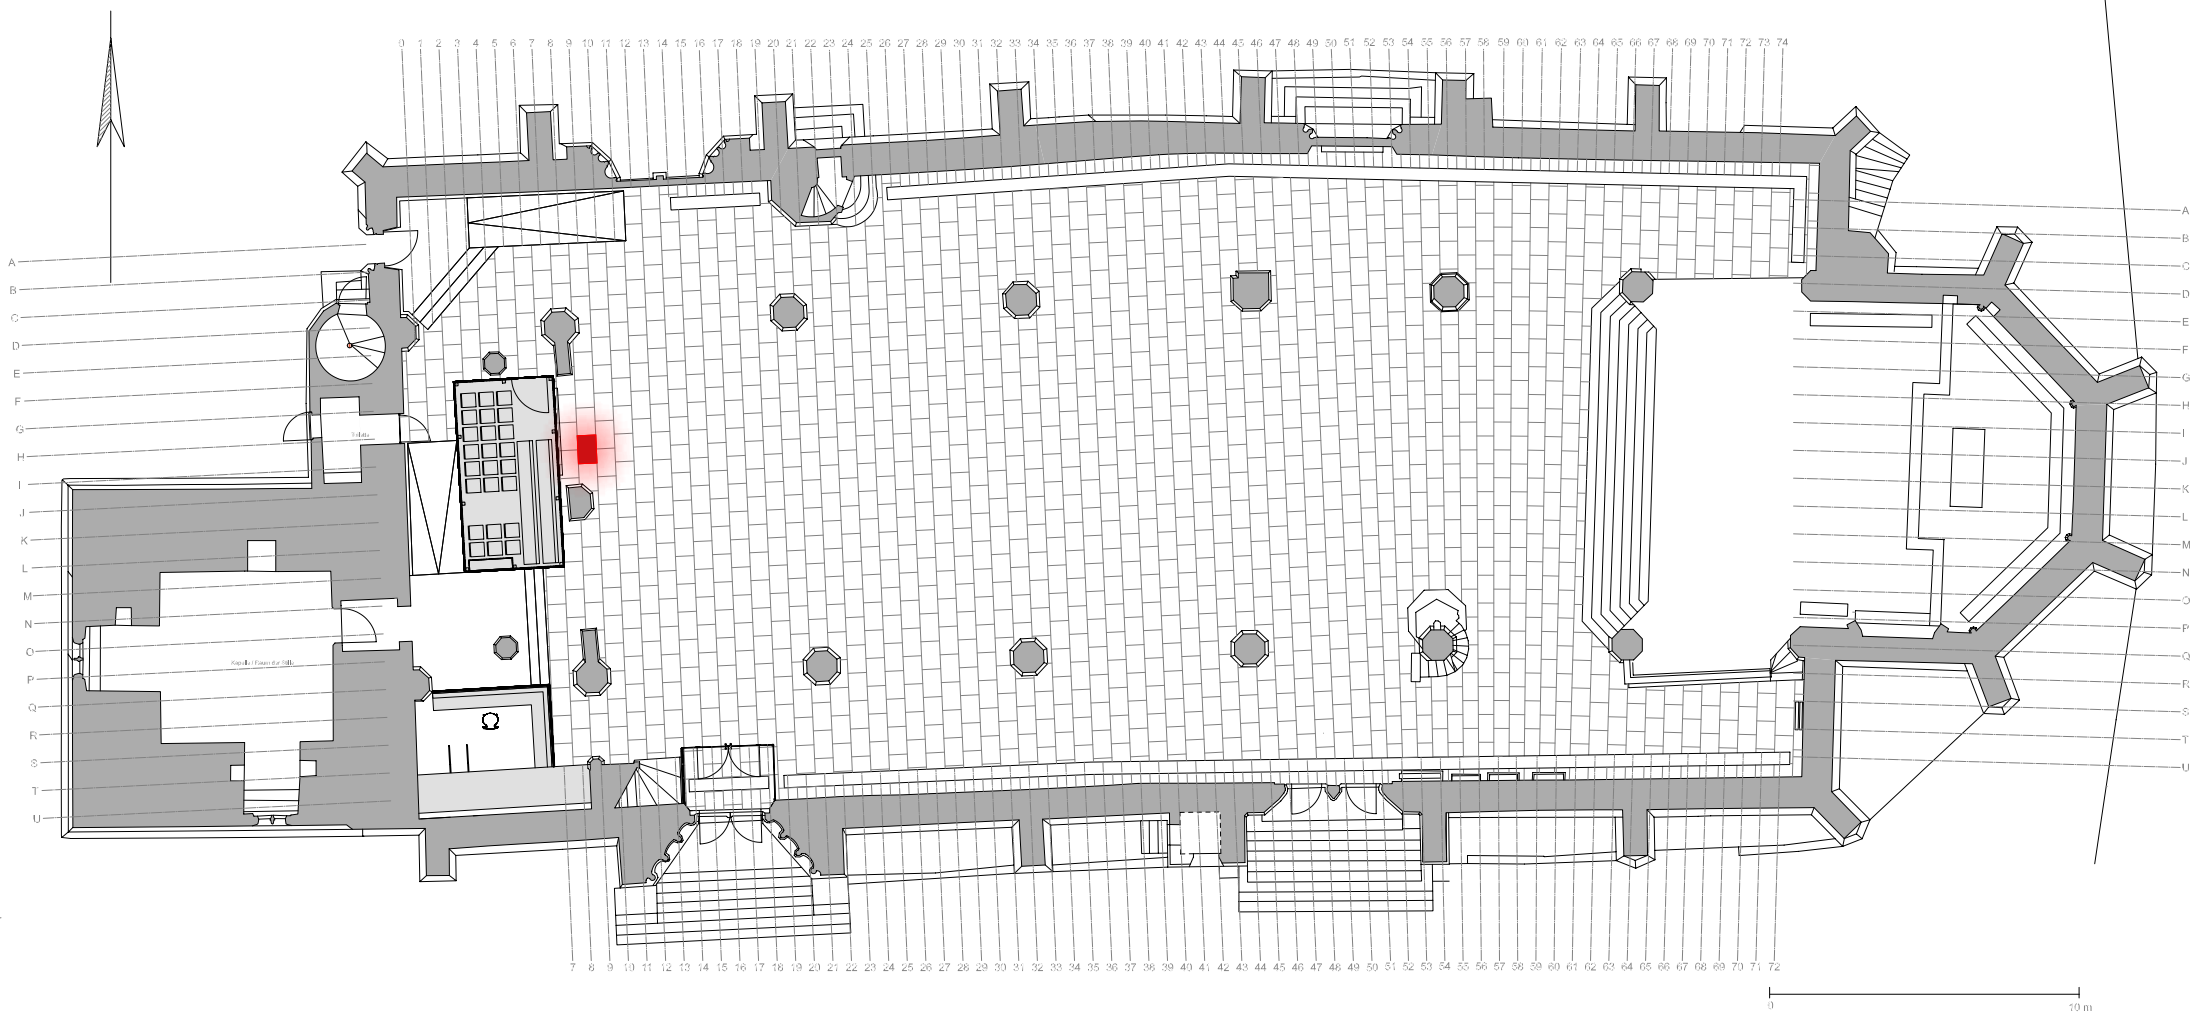 0 1 2 3 4 5 6 7 8 9 10 11 12 13 14 15 16 17 18 19 20 21 22 23 24 25 26 27 28 29 30 31 32 33 34 35 36 37 38 39 40 41 42 43 44 45 46 47 48 49 50 51 52 53 54 55 56 57 58 59 60 61 62 63 64 65 66 67 68 69 70 71 72 73 74
A
B
C
D
E
F
G
H
I
J
K
L
M
N
O
P
Q
R
S
T
U
A
B
C
D
E
F
G
H
I
J
K
L
M
N
O
P
Q
R
S
T
U
7 8 9 10 11 12 13 14 15 16 17 18 19 20 21 22 23 24 25 26 27 28 29 30 31 32 33 34 35 36 37 38 39 40 41 42 43 44 45 46 47 48 49 50 51 52 53 54 55 56 57 58 59 60 61 62 63 64 65 66 67 68 69 70 71 72
0 10 m